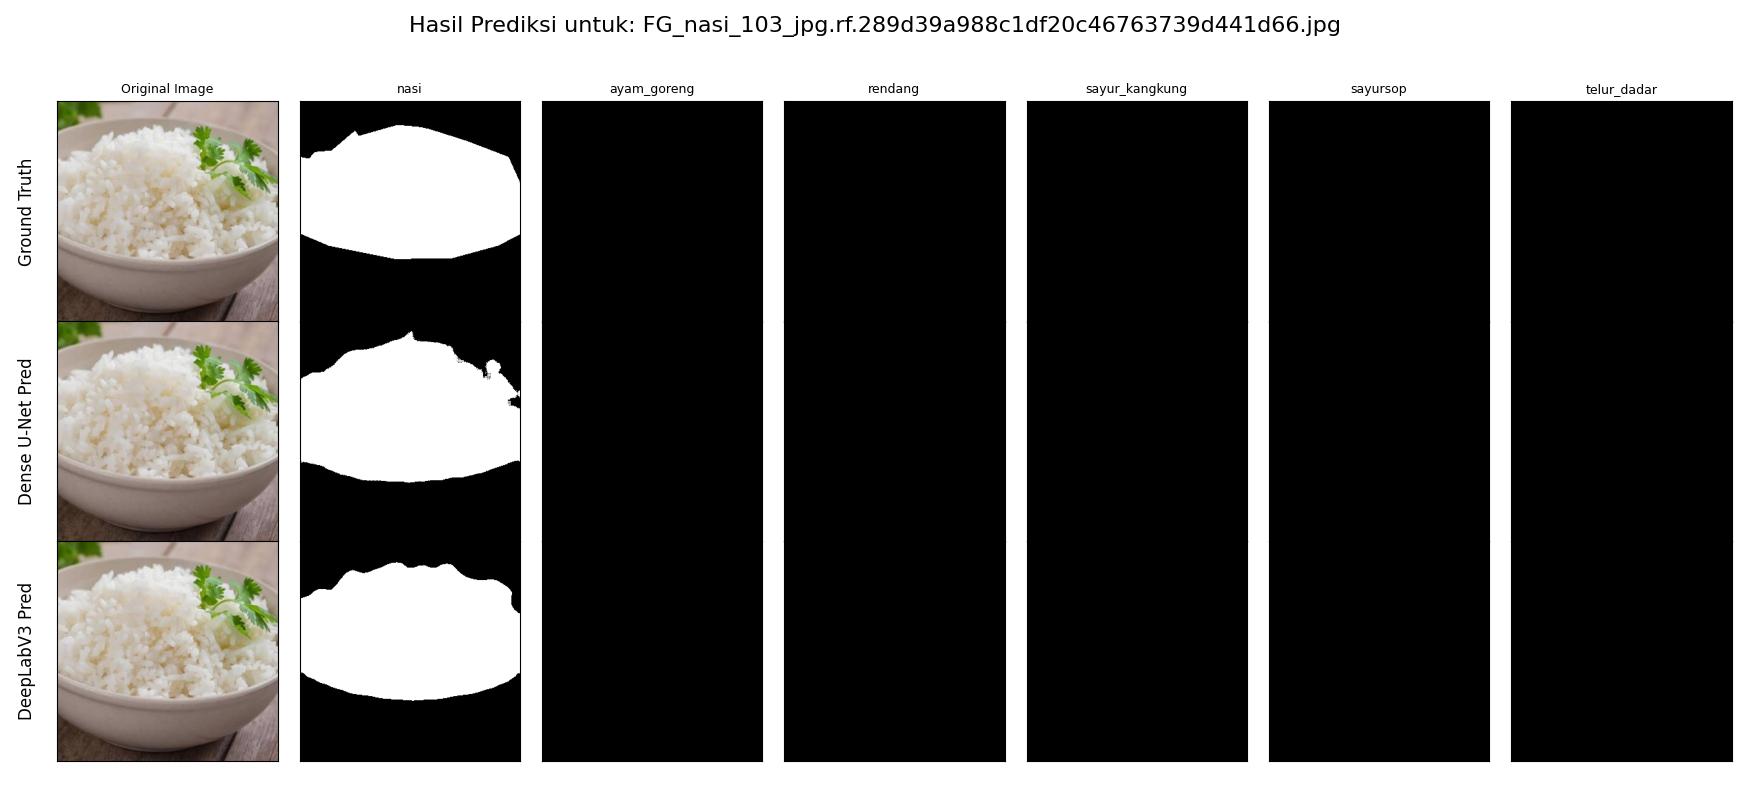 Hasil Prediksi untuk: FG_nasi_103_jpg.rf.289d39a988c1df20c46763739d441d66.jpg
Original Image
nasi
ayam_goreng
rendang
sayur_kangkung
sayursop
telur_dadar
Ground Truth
Dense U-Net Pred
DeepLabV3 Pred